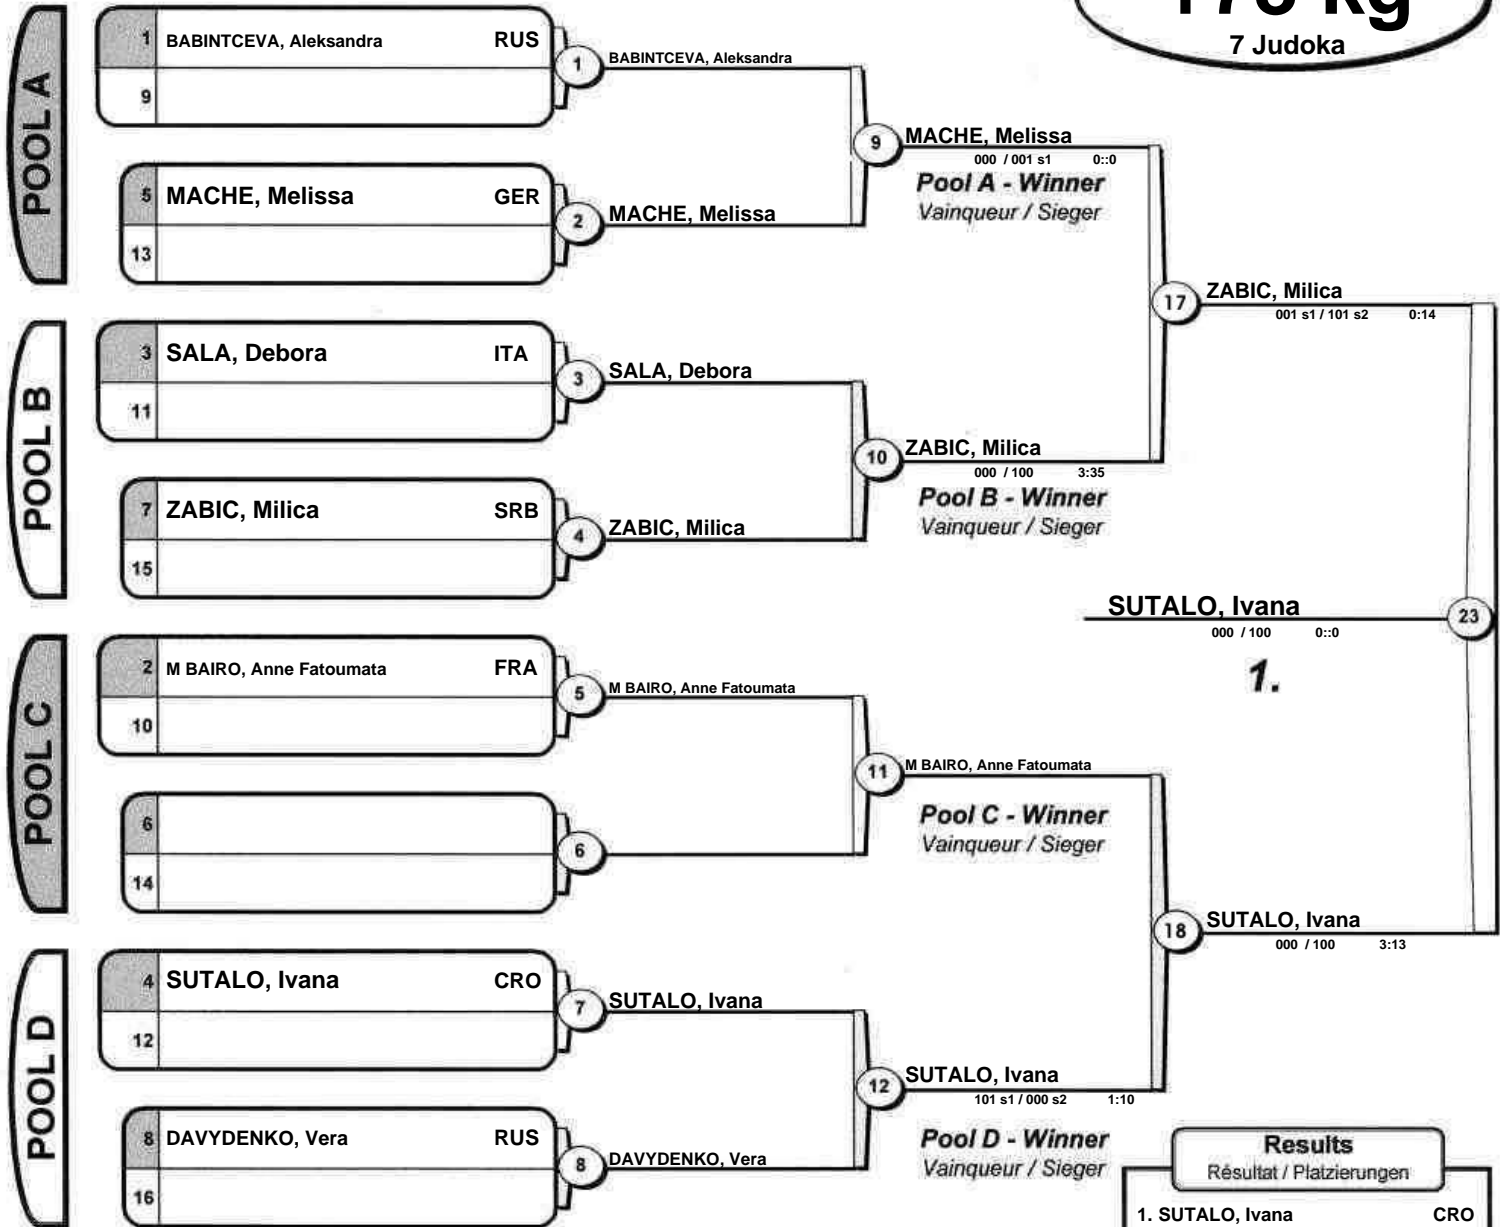 7 Judoka
POOL A
1 BABINTCEVA, Aleksandra RUS
9
1 BABINTCEVA, Aleksandra
5 MACHE, Melissa GER
13
2 MACHE, Melissa
9 MACHE, Melissa
000 / 001 s1 0::0
Pool A - Winner
Vainqueur / Sieger
17 ZABIC, Milica
001 s1 / 101 s2 0:14
POOL B
3 SALA, Debora ITA
11
3 SALA, Debora
7 ZABIC, Milica SRB
15
4 ZABIC, Milica
10 ZABIC, Milica
000 / 100 3:35
Pool B - Winner
Vainqueur / Sieger
SUTALO, Ivana 23
000 / 100 0::0
1.
POOL C
2 M BAIRO, Anne Fatoumata FRA
10
5 M BAIRO, Anne Fatoumata
6
14
6
11 M BAIRO, Anne Fatoumata
Pool C - Winner
Vainqueur / Sieger
18 SUTALO, Ivana
000 / 100 3:13
POOL D
4 SUTALO, Ivana CRO
12
7 SUTALO, Ivana
8 DAVYDENKO, Vera RUS
16
8 DAVYDENKO, Vera
12 SUTALO, Ivana
101 s1 / 000 s2 1:10
Pool D - Winner
Vainqueur / Sieger
Results
Résultat / Platzierungen
1. SUTALO, Ivana CRO